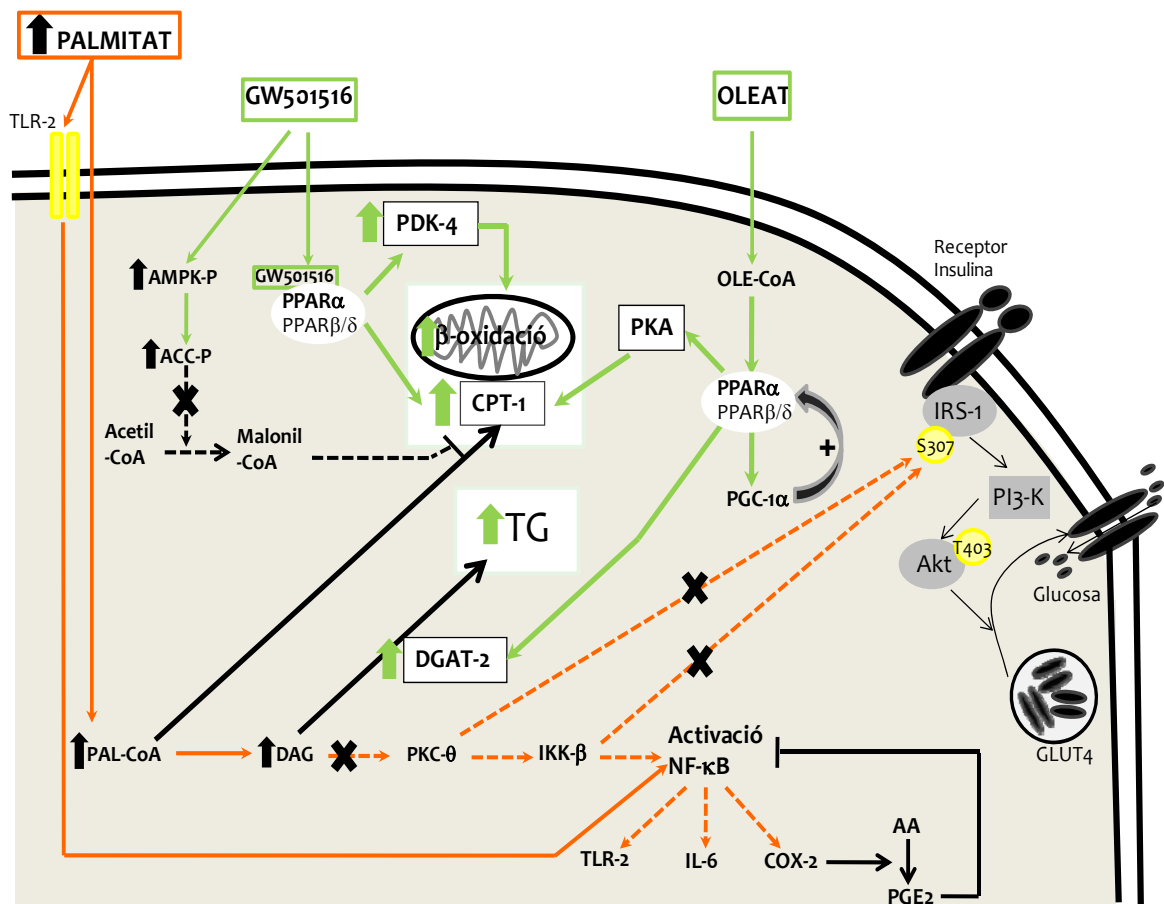 PALMITAT
TLR-2
GW501516
OLEAT
PDK-4
Receptor
Insulina
AMPK-P
GW501516
PPARα
PPARβ/δ
OLE-CoA
β-oxidació
PKA
ACC-P
CPT-1
PPARα
PPARβ/δ
IRS-1
S307
Acetil
-CoA
Malonil
-CoA
+
PGC-1α
PI3-K
TG
Akt
T403
Glucosa
DGAT-2
GLUT4
PAL-CoA
DAG
PKC-θ
IKK-β
Activació
NF-κB
TLR-2
IL-6
COX-2
AA
PGE2